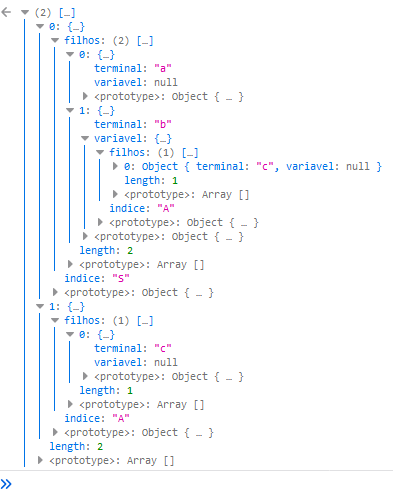 (2) […]
0: {…}
filhos: (2) […]
0: {…}
terminal: "a"
variavel: null
<prototype>: Object { … }
1: {…}
terminal: "b"
variavel: {…}
filhos: (1) […]
0: Object { terminal: "c", variavel: null }
length: 1
<prototype>: Array []
indice: "A"
<prototype>: Object { … }
<prototype>: Object { … }
length: 2
<prototype>: Array []
indice: "S"
<prototype>: Object { … }
1: {…}
filhos: (1) […]
0: {…}
terminal: "c"
variavel: null
<prototype>: Object { … }
length: 1
<prototype>: Array []
indice: "A"
<prototype>: Object { … }
length: 2
<prototype>: Array []